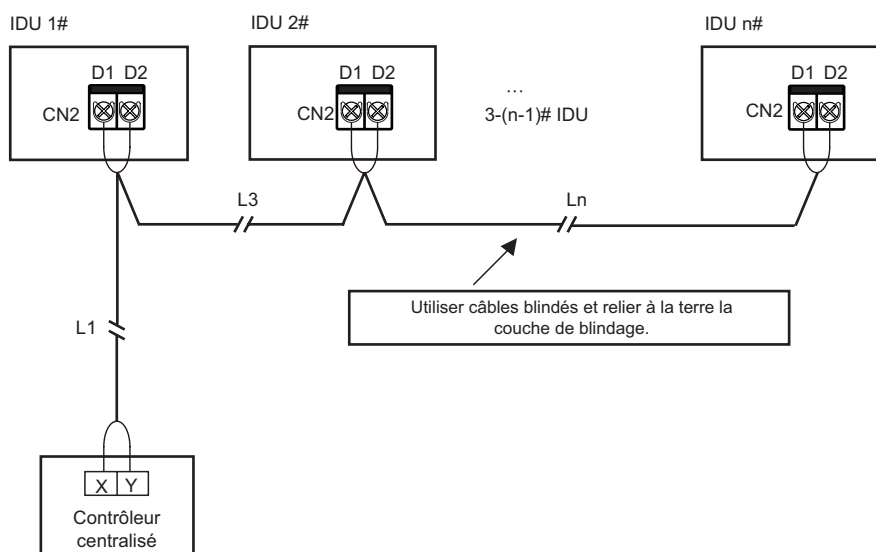 IDU 1#
IDU 2#
IDU n#
D1 D2
D1 D2
D1 D2
CN2
CN2
CN2
...
3-(n-1)# IDU
L3
Ln
Utiliser câbles blindés et relier à la terre la
couche de blindage.
L1
X Y
Contrôleur
centralisé